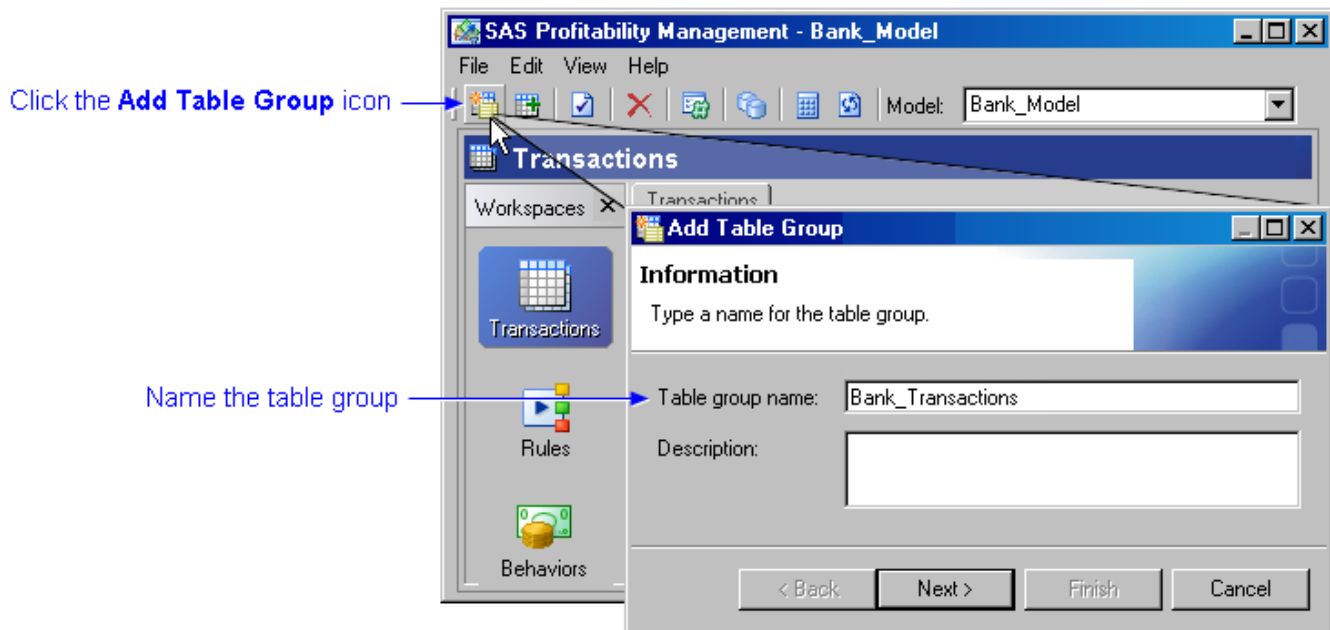 SAS Profitability Management - Bank_Model
File Edit View Help
Click the Add Table Group icon
Model: Bank_Model
Transactions
Workspaces
Transactions
Add Table Group
Information
Type a name for the table group.
Transactions
Name the table group
Table group name: Bank_Transactions
Rules
Description:
Behaviors
< Back Next > Finish Cancel